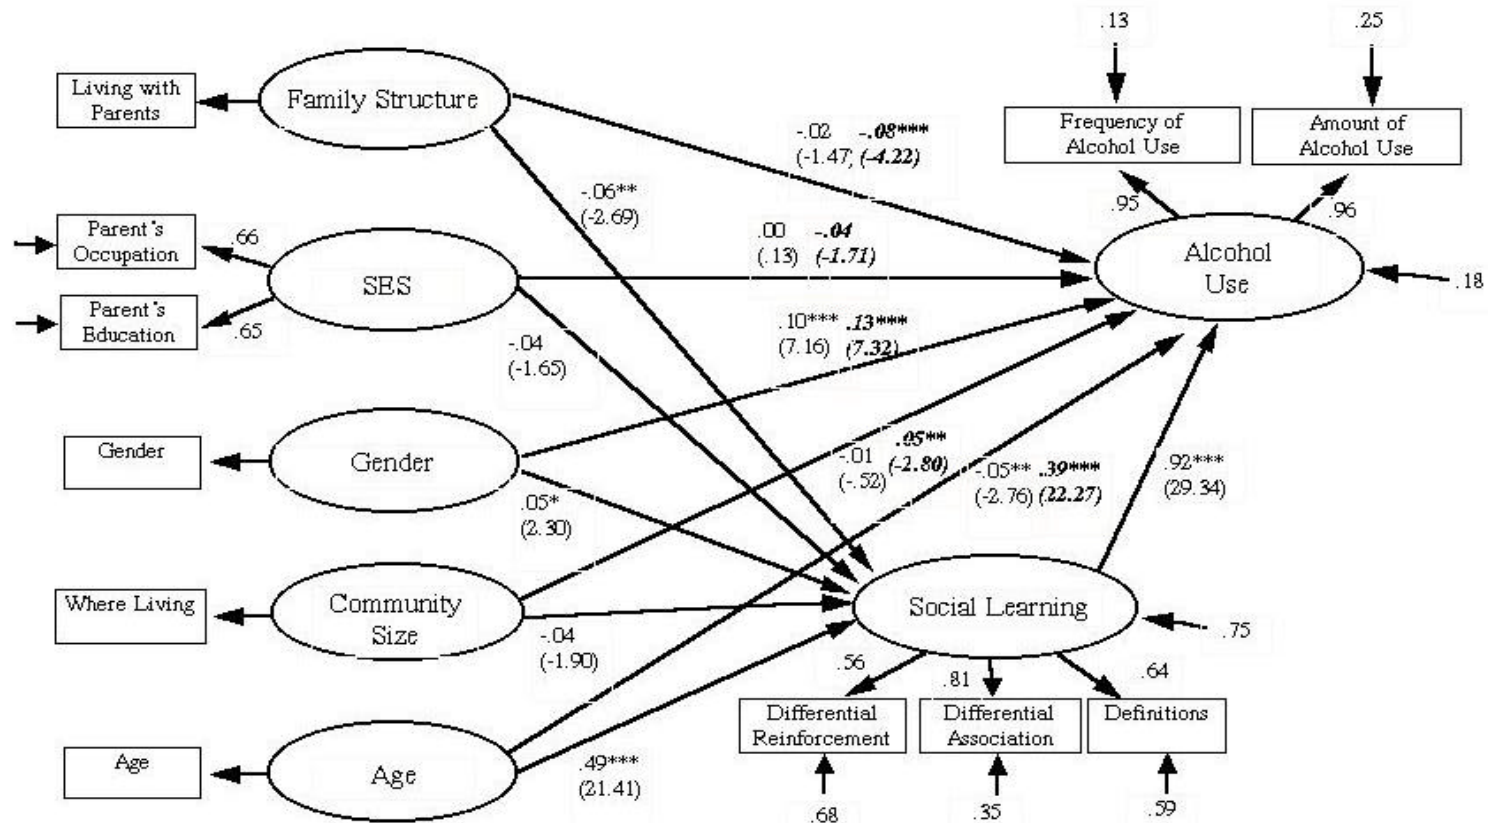 .13
.25
Living with
Parents
Family Structure
Frequency of
Alcohol Use
Amount of
Alcohol Use
-.02 -.08***
(-1.47) (-4.22)
-.06**
(-2.69)
.95
.96
Parent's
Occupation
.66
SES
.00 -.04
(.13) (-1.71)
Alcohol
Use
.18
Parent's
Education
.65
-.04
(-1.65)
.10*** .13***
(7.16) (7.32)
Gender
Gender
-.01 .05**
(-.52) (-2.80)
-.05** .39***
(-2.76) (22.27)
.92***
(29.34)
.05*
(2.30)
Where Living
Community
Size
Social Learning
.75
-.04
(-1.90)
.56
.81
.64
Differential
Reinforcement
Differential
Association
Definitions
Age
Age
.49***
(21.41)
.68
.35
.59